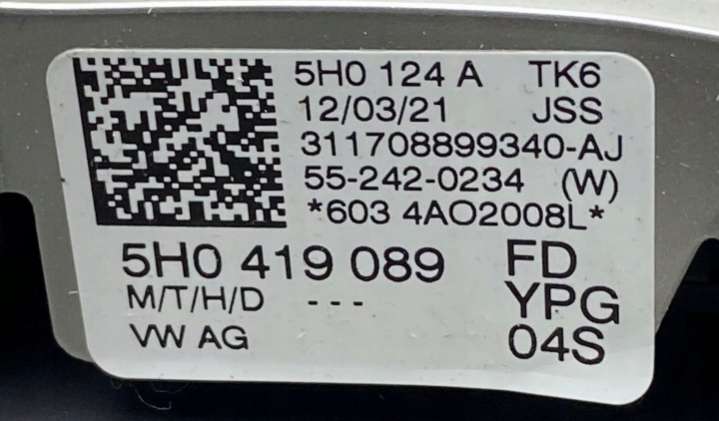 5H0 124 A TK6
12/03/21 JSS
311708899340-AJ
55-242-0234 (W)
*603 4AO2008L*
5H0 419 089 FD
M/T/H/D --- YPG
VW AG 04S